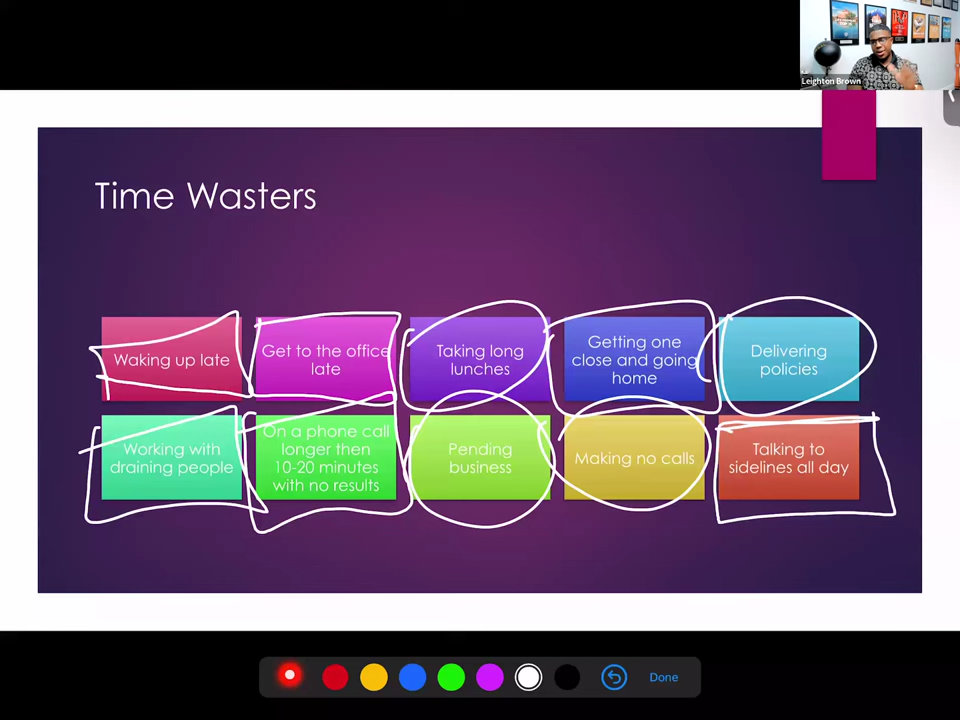 Leighton Brown
Time Wasters
Waking up late
Get to the office
late
Taking long
lunches
Getting one
close and going
home
Delivering
policies
Working with
draining people
On a phone call
longer then
10-20 minutes
with no results
Pending
business
Making no calls
Talking to
sidelines all day
Done